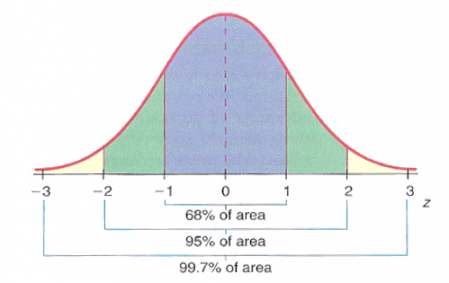 -3 -2 -1 0 1 2 3
z
68% of area
95% of area
99.7% of area